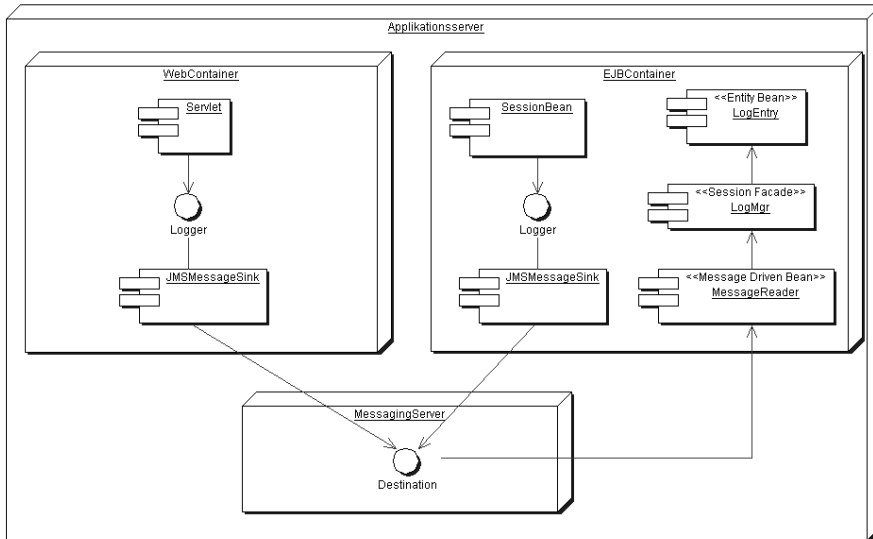 Applikationsserver
WebContainer
Servlet
Logger
JMSMessageSink
EJBContainer
SessionBean
Logger
JMSMessageSink
<<Entity Bean>>
LogEntry
<<Session Facade>>
LogMgr
<<Message Driven Bean>>
MessageReader
MessagingServer
Destination